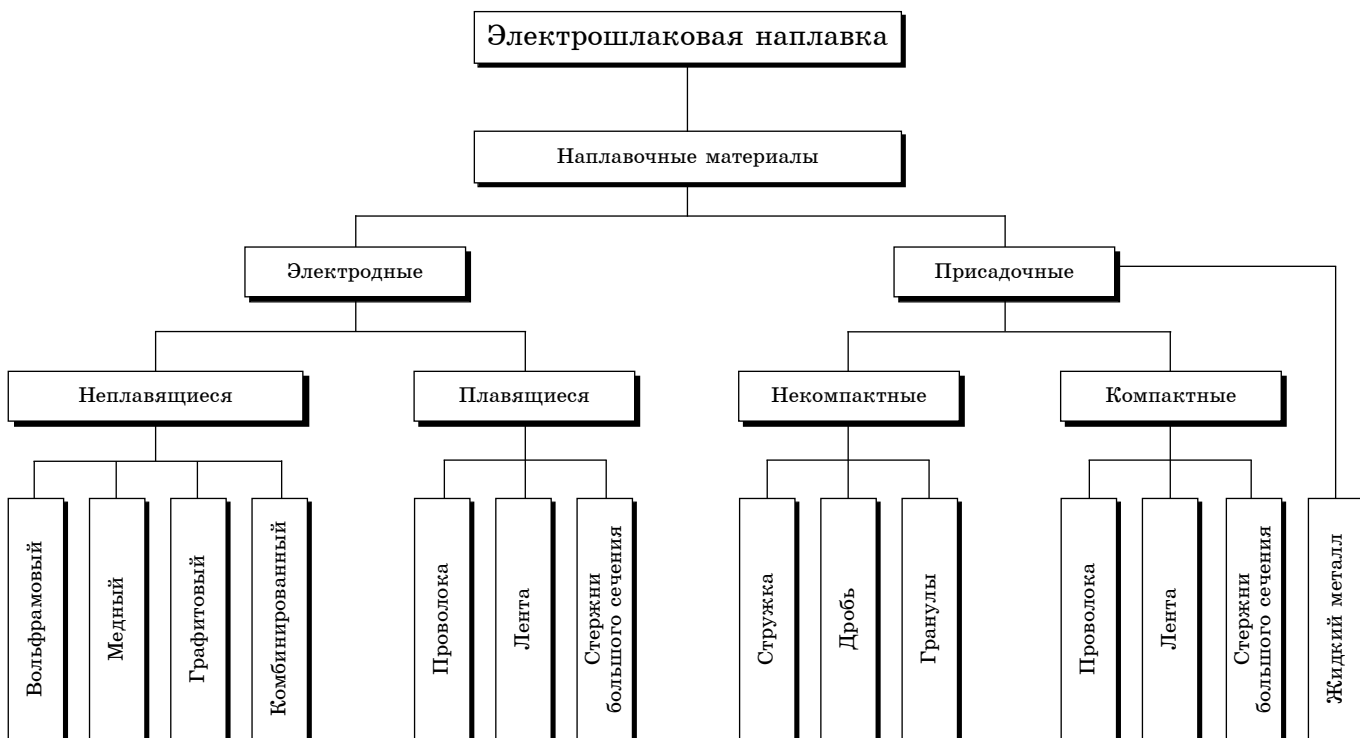 Электрошлаковая наплавка
Наплавочные материалы
Электродные
Присадочные
Неплавящиеся
Плавящиеся
Некомпактные
Компактные
Вольфрамовый
Медный
Графитовый
Комбинированный
Проволока
Лента
Стержни
большого сечения
Стружка
Дробь
Гранулы
Проволока
Лента
Стержни
большого сечения
Жидкий металл